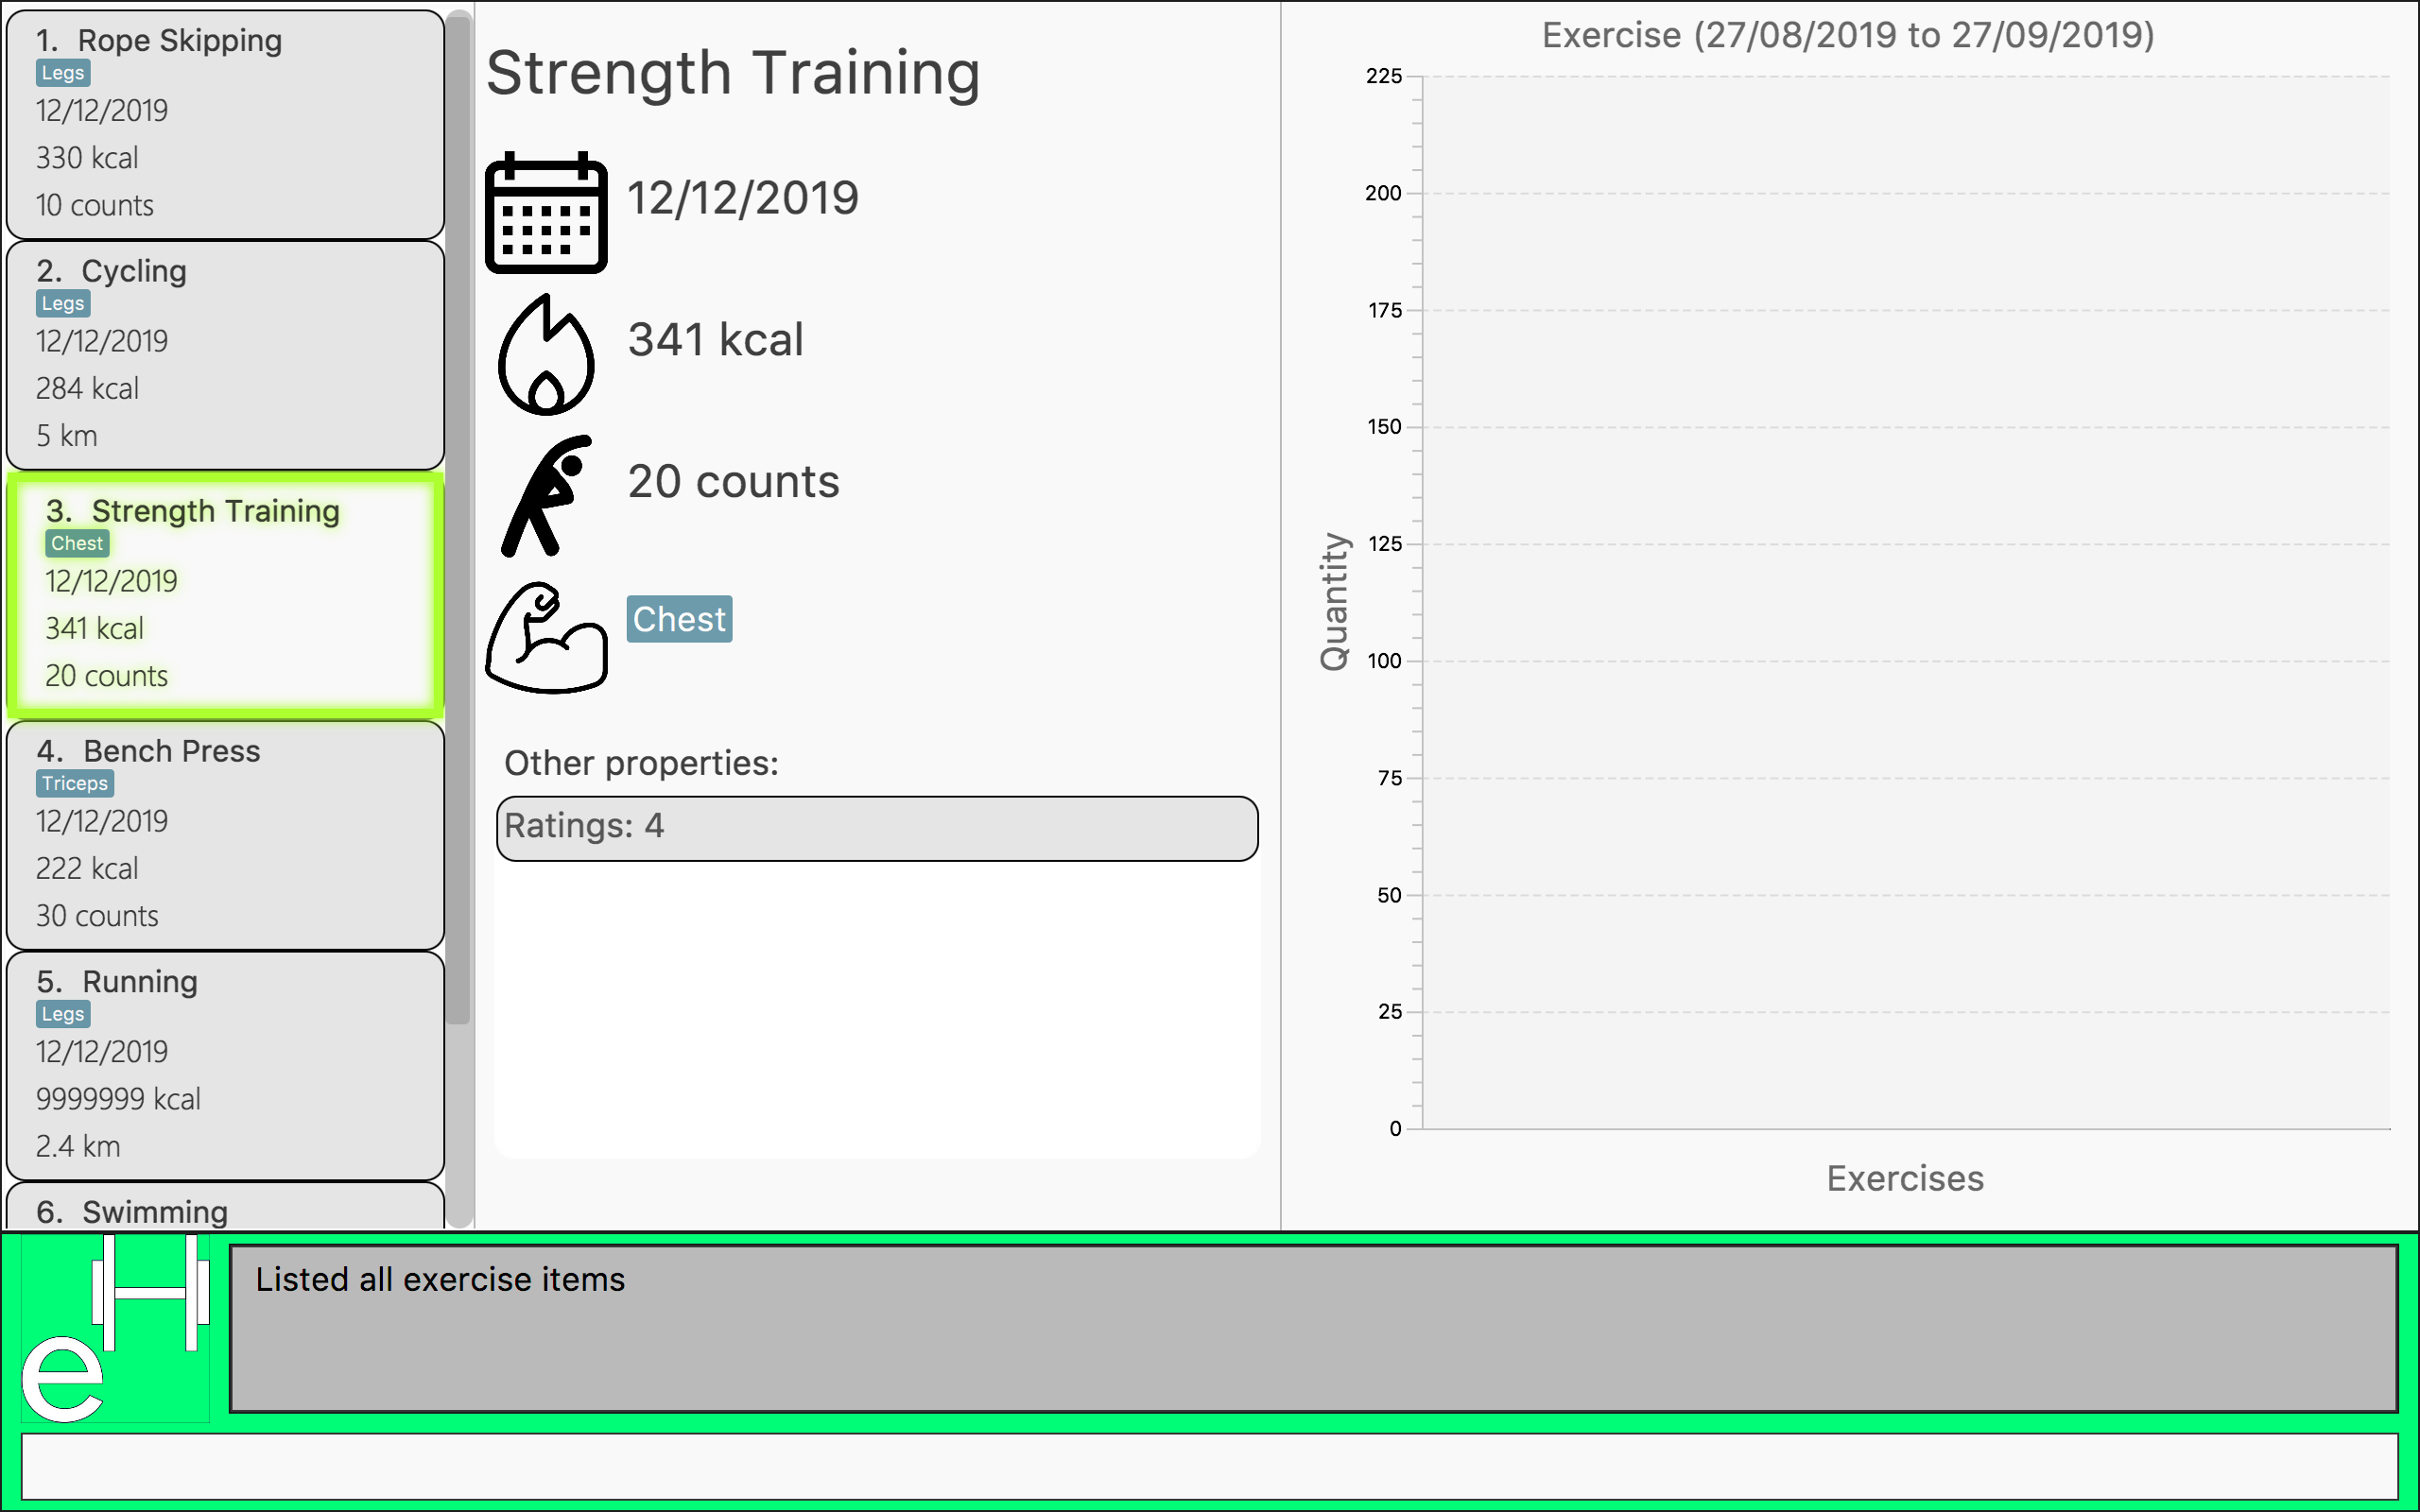 1. Rope Skipping
Legs
12/12/2019
330 kcal
10 counts
2. Cycling
Legs
12/12/2019
284 kcal
5 km
3. Strength Training
Chest
12/12/2019
341 kcal
20 counts
4. Bench Press
Triceps
12/12/2019
222 kcal
30 counts
5. Running
Legs
12/12/2019
9999999 kcal
2.4 km
6. Swimming
Strength Training
12/12/2019
341 kcal
20 counts
Chest
Other properties:
Ratings: 4
Exercise (27/08/2019 to 27/09/2019)
225
200
175
150
125
100
75
50
25
0
Quantity
Exercises
eH
Listed all exercise items